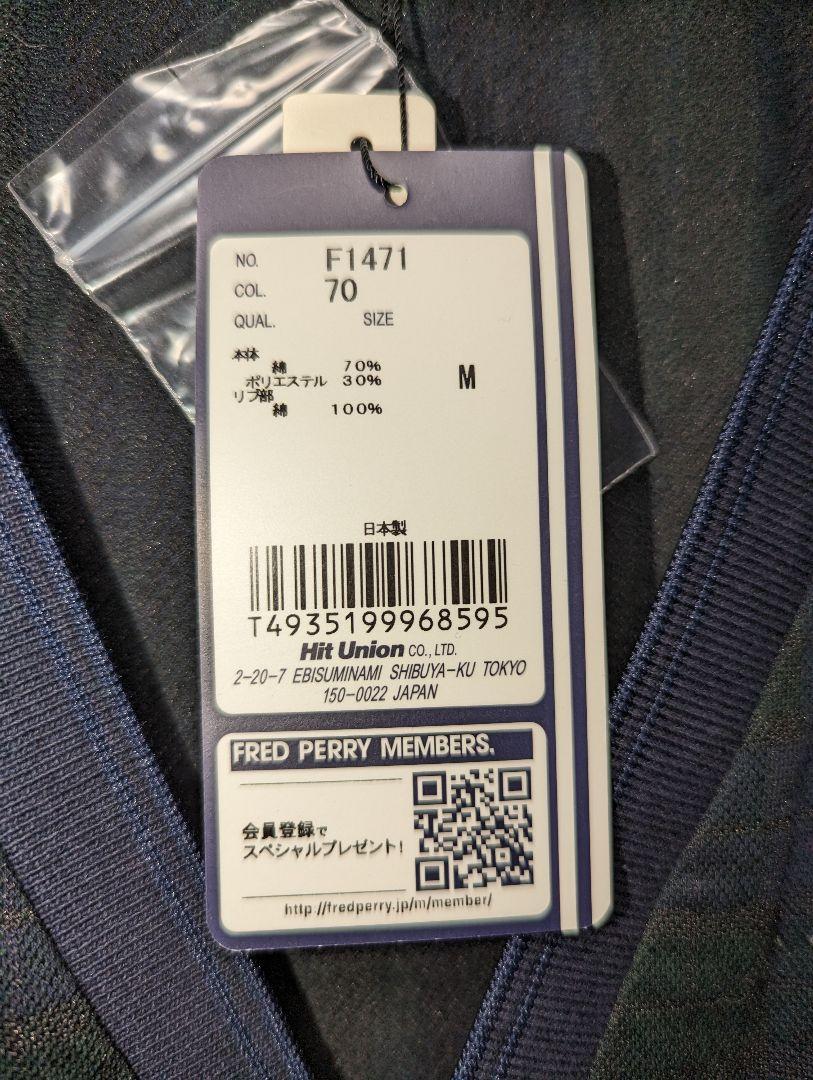 NO. F1471
COL. 70
QUAL. SIZE
本体
綿 70%
ポリエステル 30%
M
リブ部
綿 100%
日本製
T4935199968595
Hit Union CO., LTD.
2-20-7 EBISUMINAMI SHIBUYA-KU TOKYO
150-0022 JAPAN
FRED PERRY MEMBERS.
会員登録で
スペシャルプレゼント!
http://fredperry.jp/m/member/